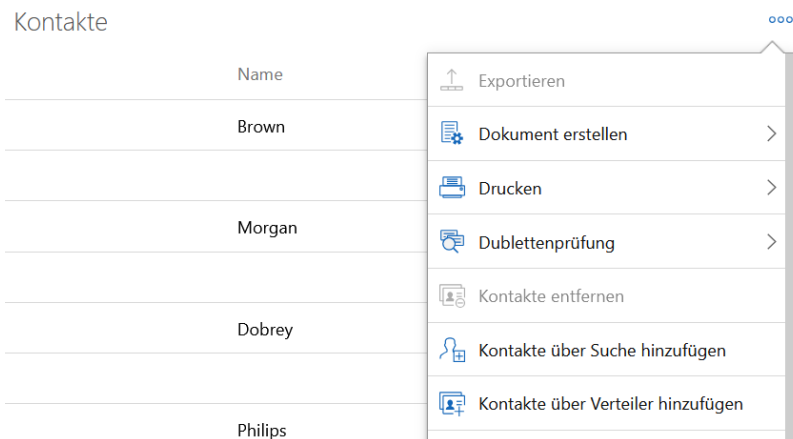 Kontakte
Name
Brown
Morgan
Dobrey
Philips
Exportieren
Dokument erstellen
Drucken
Dublettenprüfung
Kontakte entfernen
Kontakte über Suche hinzufügen
Kontakte über Verteiler hinzufügen